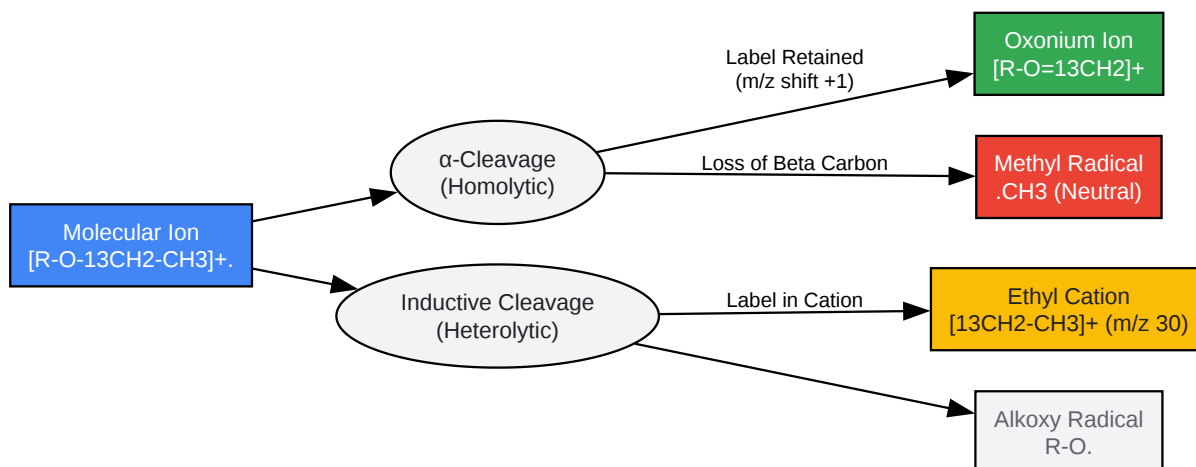 Molecular Ion
[R-O-13CH2-CH3]+.
α-Cleavage
(Homolytic)
Label Retained
(m/z shift +1)
Oxonium Ion
[R-O=13CH2]+
Loss of Beta Carbon
Methyl Radical
.CH3 (Neutral)
Inductive Cleavage
(Heterolytic)
Label in Cation
Ethyl Cation
[13CH2-CH3]+ (m/z 30)
Alkoxy Radical
R-O.